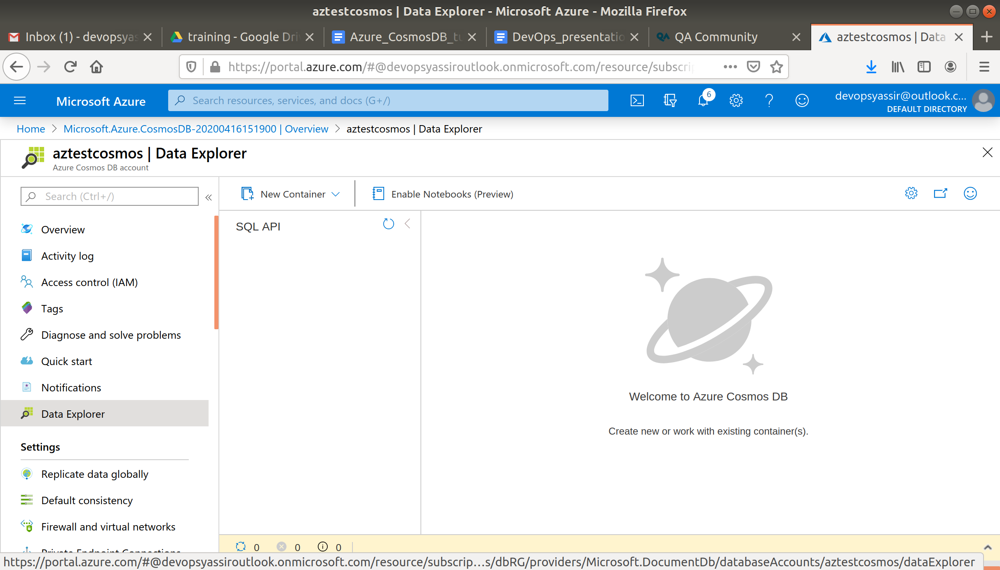 aztestcosmos | Data Explorer - Microsoft Azure - Mozilla Firefox
Inbox (1) - devopsyas
training - Google Dri
Azure_CosmosDB_tu
DevOps_presentatio
QA Community
aztestcosmos | Data
https://portal.azure.com/#@devopsyassiroutlook.onmicrosoft.com/resource/subscrip
Microsoft Azure
Search resources, services, and docs (G+/)
6
devopsyassir@outlook.c...
DEFAULT DIRECTORY
Home > Microsoft.Azure.CosmosDB-20200416151900 | Overview > aztestcosmos | Data Explorer
aztestcosmos | Data Explorer
Azure Cosmos DB account
Search (Ctrl+/)
«
New Container
Enable Notebooks (Preview)
Overview
Activity log
Access control (IAM)
Tags
Diagnose and solve problems
Quick start
Notifications
Data Explorer
Settings
Replicate data globally
Default consistency
Firewall and virtual networks
Private Endpoint Connections
SQL API
Welcome to Azure Cosmos DB
Create new or work with existing container(s).
0 0 0
https://portal.azure.com/#@devopsyassiroutlook.onmicrosoft.com/resource/subscrip…s/dbRG/providers/Microsoft.DocumentDb/databaseAccounts/aztestcosmos/dataExplorer